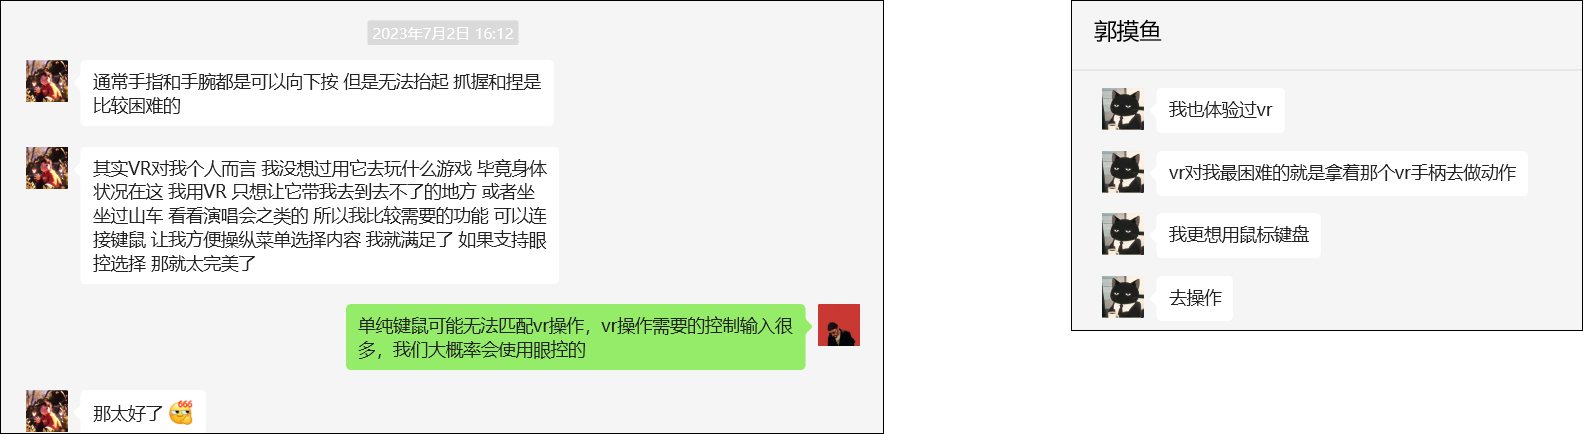 2023年7月2日 16:12
通常手指和手腕都是可以向下按 但是无法抬起 抓握和捏是
比较困难的
其实VR对我个人而言 我没想过用它去玩什么游戏 毕竟身体
状况在这 我用VR 只想让它带我去到去不了的地方 或者坐
坐过山车 看看演唱会之类的 所以我比较需要的功能 可以连
接键鼠 让我方便操纵菜单选择内容 我就满足了 如果支持眼
控选择 那就太完美了
单纯键鼠可能无法匹配vr操作，vr操作需要的控制输入很
多，我们大概率会使用眼控的
那太好了
666
郭摸鱼
我也体验过vr
vr对我最困难的就是拿着那个vr手柄去做动作
我更想用鼠标键盘
去操作